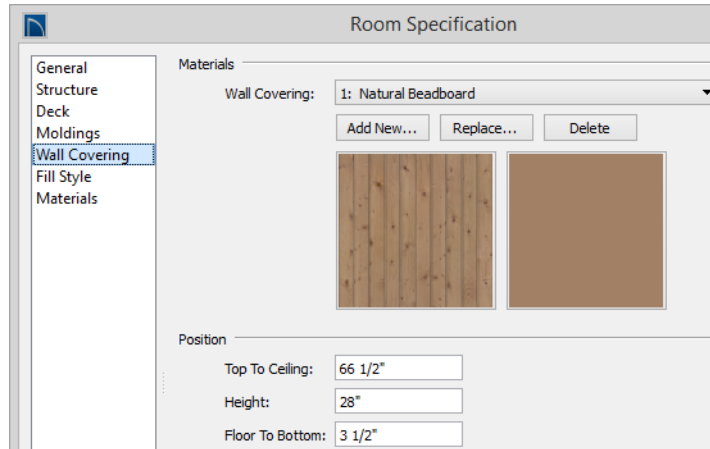 Room Specification
General
Structure
Deck
Moldings
Wall Covering
Fill Style
Materials
Materials
Wall Covering: 1: Natural Beadboard
Add New... Replace... Delete
Position
Top To Ceiling: 66 1/2"
Height: 28"
Floor To Bottom: 3 1/2"